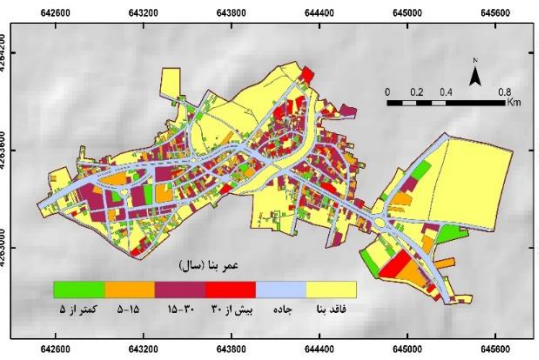 642600 643200 643800 644400 645000 645600
4264200
4263600
4263000
N
0 0.2 0.4 0.8
Km
عمر بنا (سال)
کمتر از ۵ ۵-۱۵ ۱۵-۳۰ بیش از ۳۰ جاده فاقد بنا
642600 643200 643800 644400 645000 645600